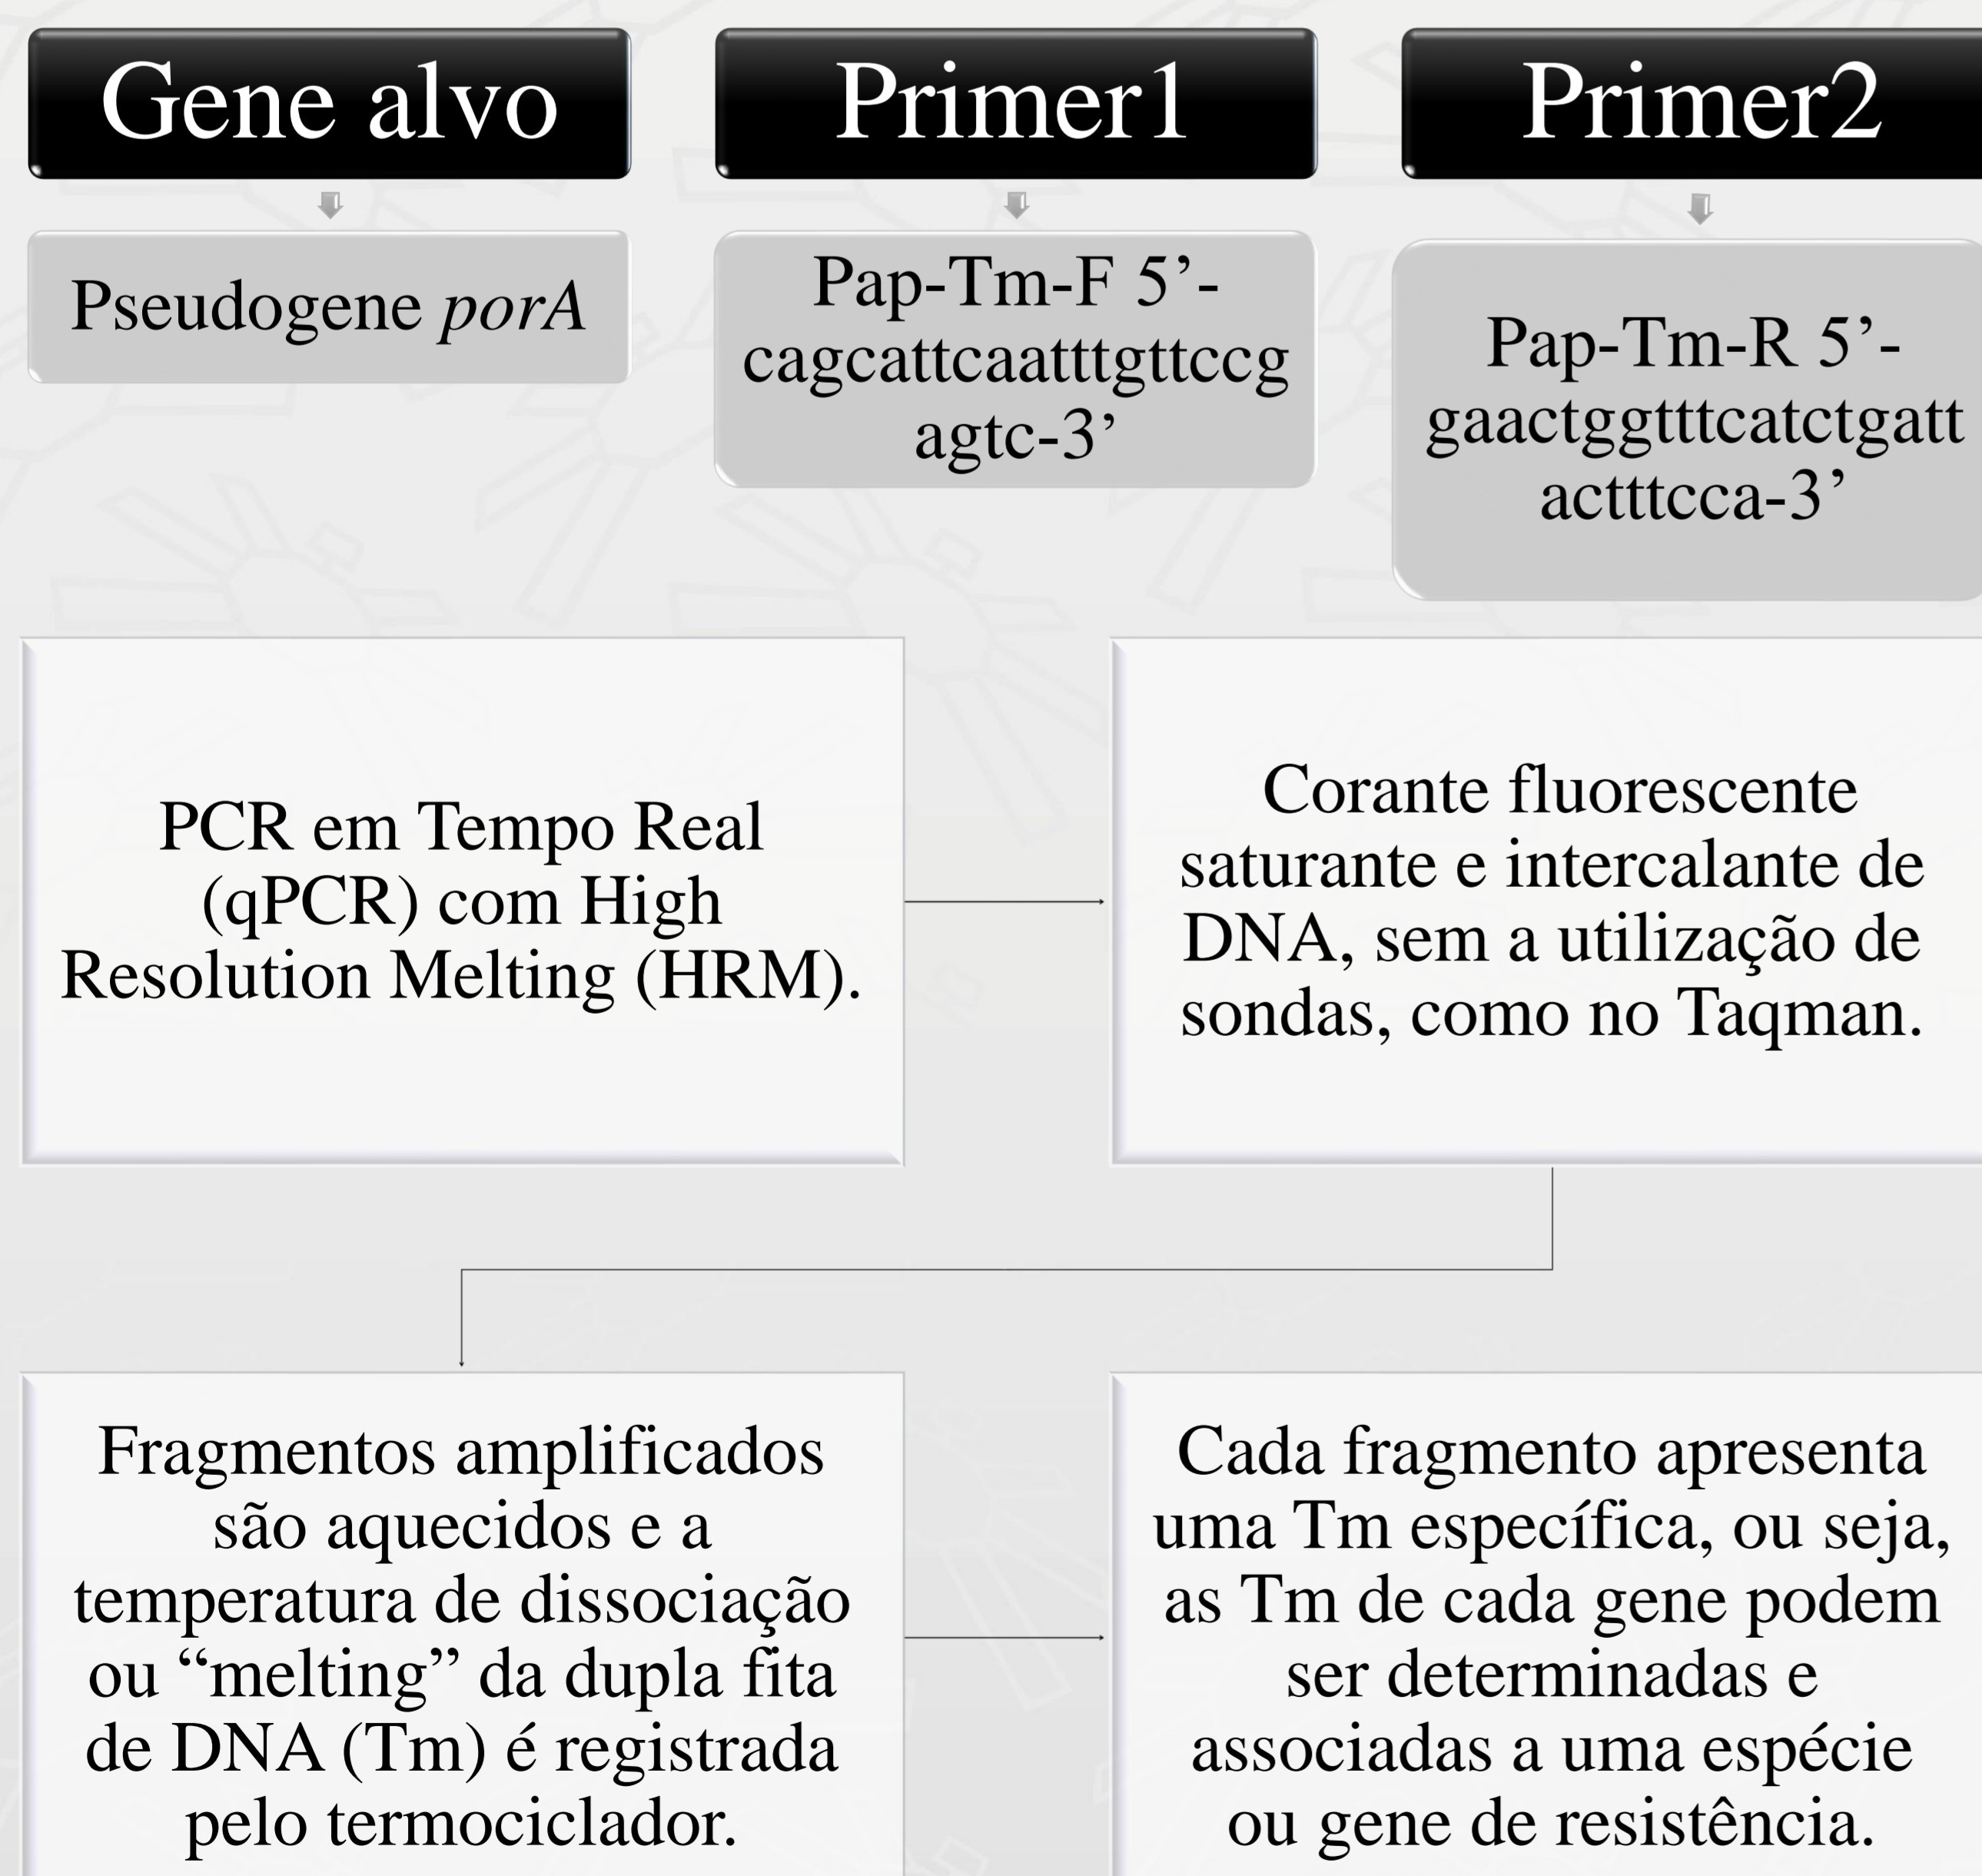 Gene alvo
Primer1
Primer2
Pseudogene porA
Pap-Tm-F 5’-
cagcattcaatttgttccg
agtc-3’
Pap-Tm-R 5’-
gaactggtttcatctgatt
actttcca-3’
PCR em Tempo Real
(qPCR) com High
Resolution Melting (HRM).
Corante fluorescente
saturante e intercalante de
DNA, sem a utilização de
sondas, como no Taqman.
Fragmentos amplificados
são aquecidos e a
temperatura de dissociação
ou “melting” da dupla fita
de DNA (Tm) é registrada
pelo termociclador.
Cada fragmento apresenta
uma Tm específica, ou seja,
as Tm de cada gene podem
ser determinadas e
associadas a uma espécie
ou gene de resistência.